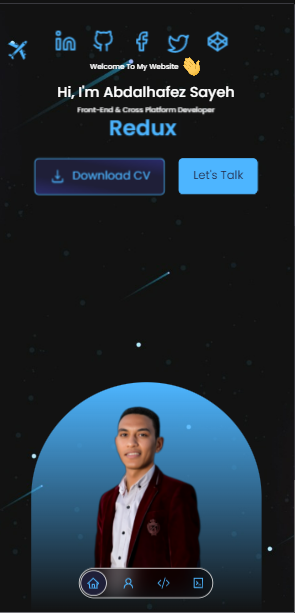 Welcome To My Website 👋
Hi, I'm Abdalhafez Sayeh
Front-End & Cross Platform Developer
Redux
Download CV
Let's Talk